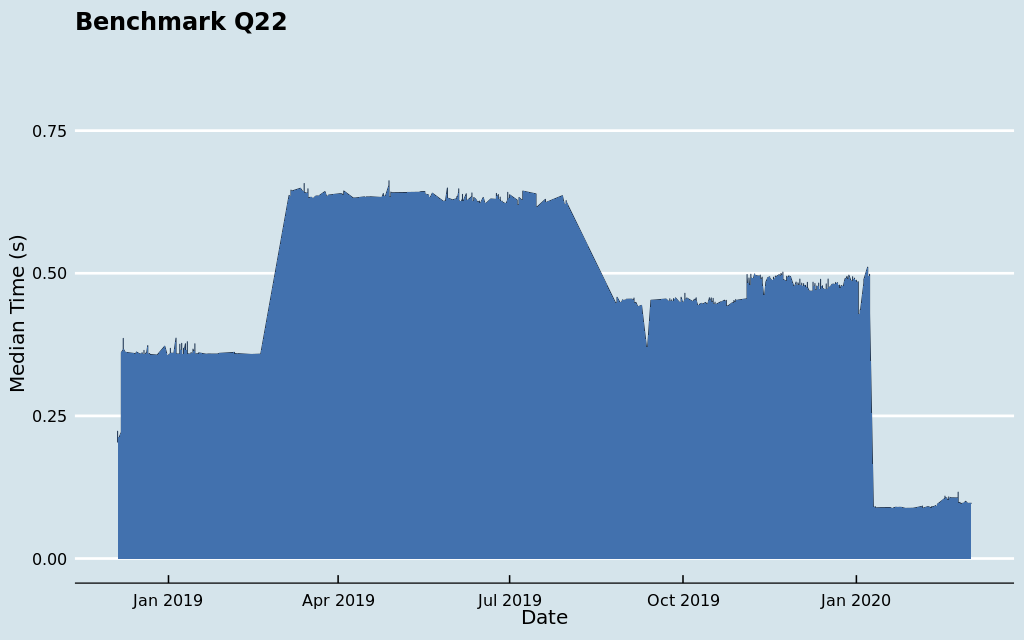 Benchmark Q22
Median Time (s)
0.75
0.50
0.25
0.00
Jan 2019
Apr 2019
Jul 2019
Oct 2019
Jan 2020
Date